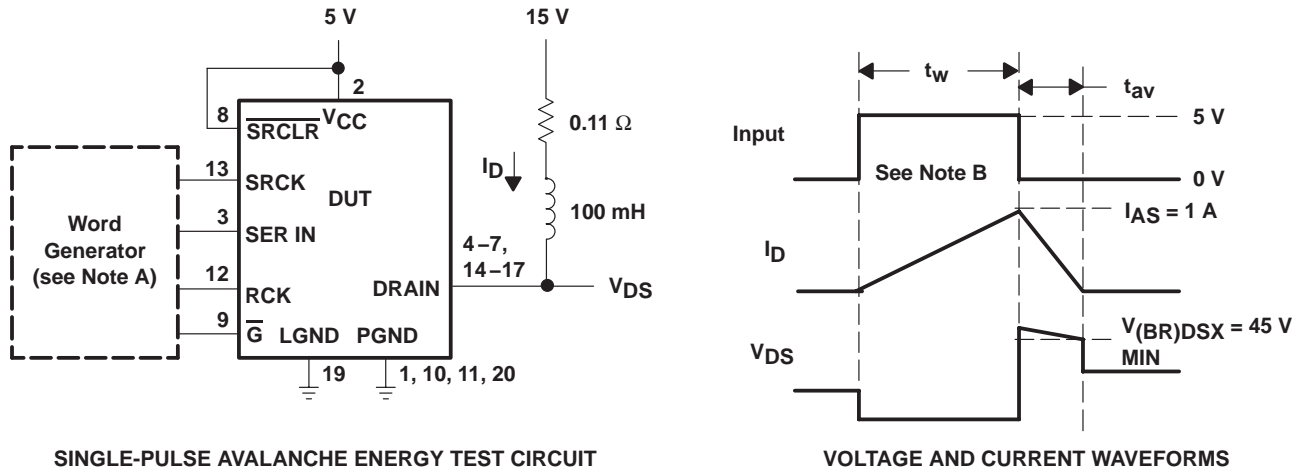 5 V
15 V
2
8
SRCLR
VCC
0.11 Ω
13
SRCK
ID
DUT
Word
Generator
(see Note A)
3
SER IN
100 mH
4–7,
14–17
12
RCK
DRAIN
VDS
9
G
LGND
PGND
19
1, 10, 11, 20
SINGLE-PULSE AVALANCHE ENERGY TEST CIRCUIT
tw
tav
Input
5 V
See Note B
0 V
IAS = 1 A
ID
V(BR)DSX = 45 V
MIN
VDS
VOLTAGE AND CURRENT WAVEFORMS